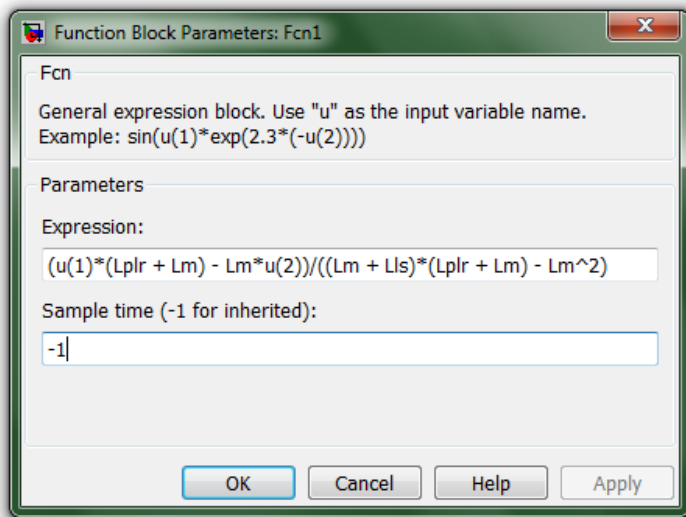 Function Block Parameters: Fcn1
Fcn
General expression block. Use "u" as the input variable name.
Example: sin(u(1)*exp(2.3*(-u(2))))
Parameters
Expression:
(u(1)*(Lplr + Lm) - Lm*u(2))/((Lm + Lls)*(Lplr + Lm) - Lm^2)
Sample time (-1 for inherited):
-1
OK Cancel Help Apply